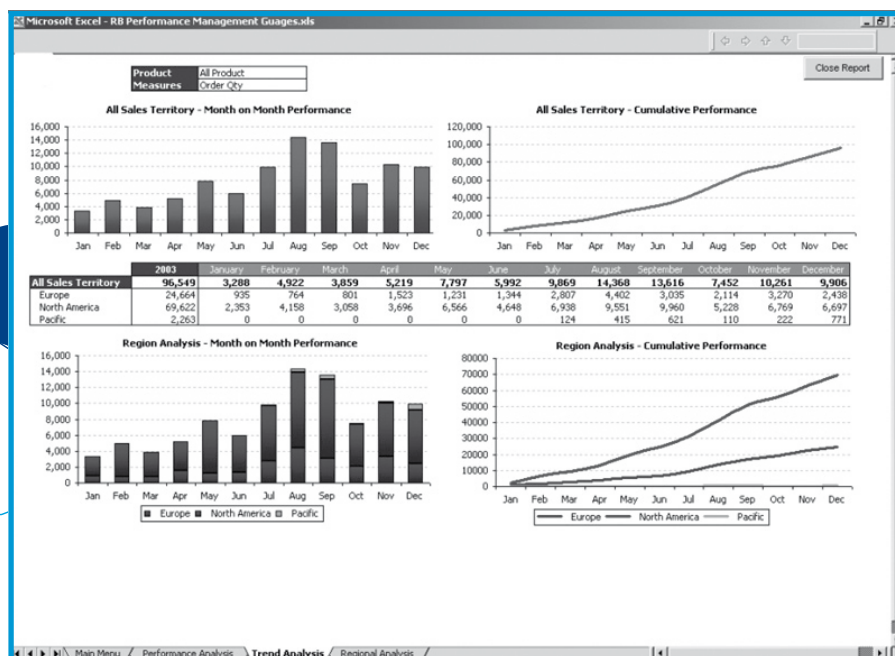 Microsoft Excel - RB Performance Management Guages.xls
Close Report
Product All Product
Measures Order Qty
All Sales Territory - Month on Month Performance
16,000
14,000
12,000
10,000
8,000
6,000
4,000
2,000
0
Jan Feb Mar Apr May Jun Jul Aug Sep Oct Nov Dec
All Sales Territory - Cumulative Performance
120,000
100,000
80,000
60,000
40,000
20,000
0
Jan Feb Mar Apr May Jun Jul Aug Sep Oct Nov Dec
2003 January February March April May June July August September October November December
All Sales Territory 96,549 3,288 4,922 3,859 5,219 7,797 5,992 9,869 14,368 13,616 7,452 10,261 9,906
Europe 24,664 935 764 801 1,523 1,231 1,344 2,807 4,402 3,035 2,114 3,270 2,438
North America 69,622 2,353 4,158 3,058 3,696 6,566 4,648 6,938 9,551 9,960 5,228 6,769 6,697
Pacific 2,263 0 0 0 0 0 0 124 415 621 110 222 771
Region Analysis - Month on Month Performance
16,000
14,000
12,000
10,000
8,000
6,000
4,000
2,000
0
Jan Feb Mar Apr May Jun Jul Aug Sep Oct Nov Dec
Europe North America Pacific
Region Analysis - Cumulative Performance
80000
70000
60000
50000
40000
30000
20000
10000
0
Jan Feb Mar Apr May Jun Jul Aug Sep Oct Nov Dec
Europe North America Pacific
Main Menu Performance Analysis Trend Analysis Regional Analysis